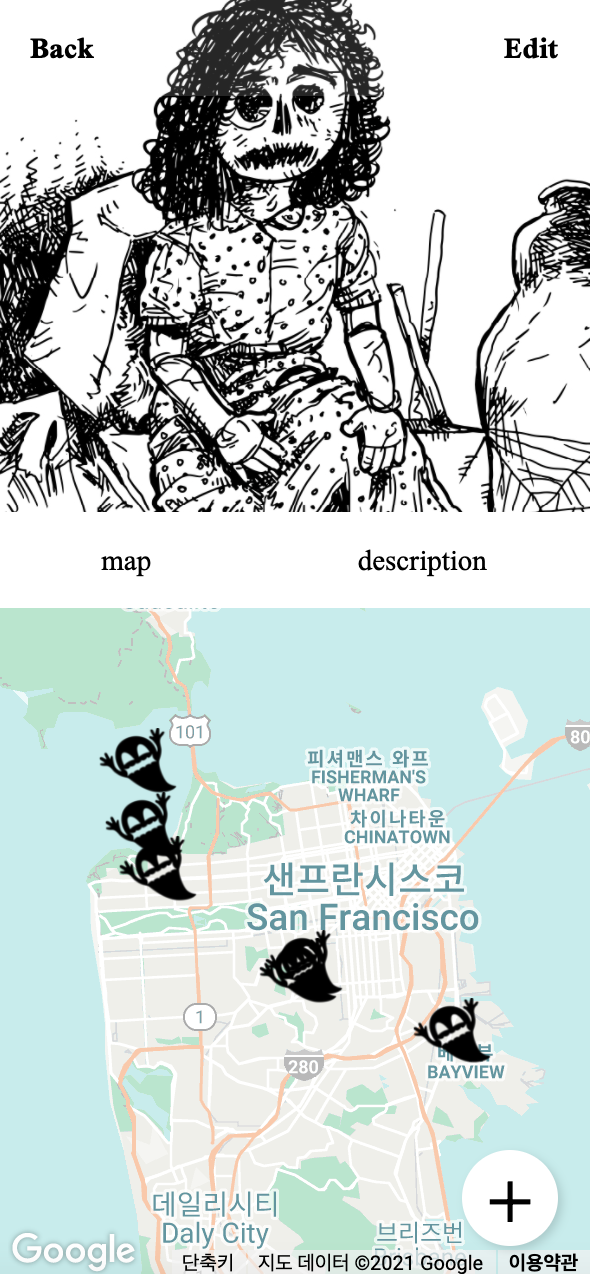 Back
Edit
map
description
101
80
피셔맨스 와프
FISHERMAN'S
WHARF
차이나타운
CHINATOWN
샌프란시스코
San Francisco
1
BAYVIEW
280
데일리시티
Daly City
브리즈번
Google
단축키
지도 데이터 ©2021 Google
이용약관